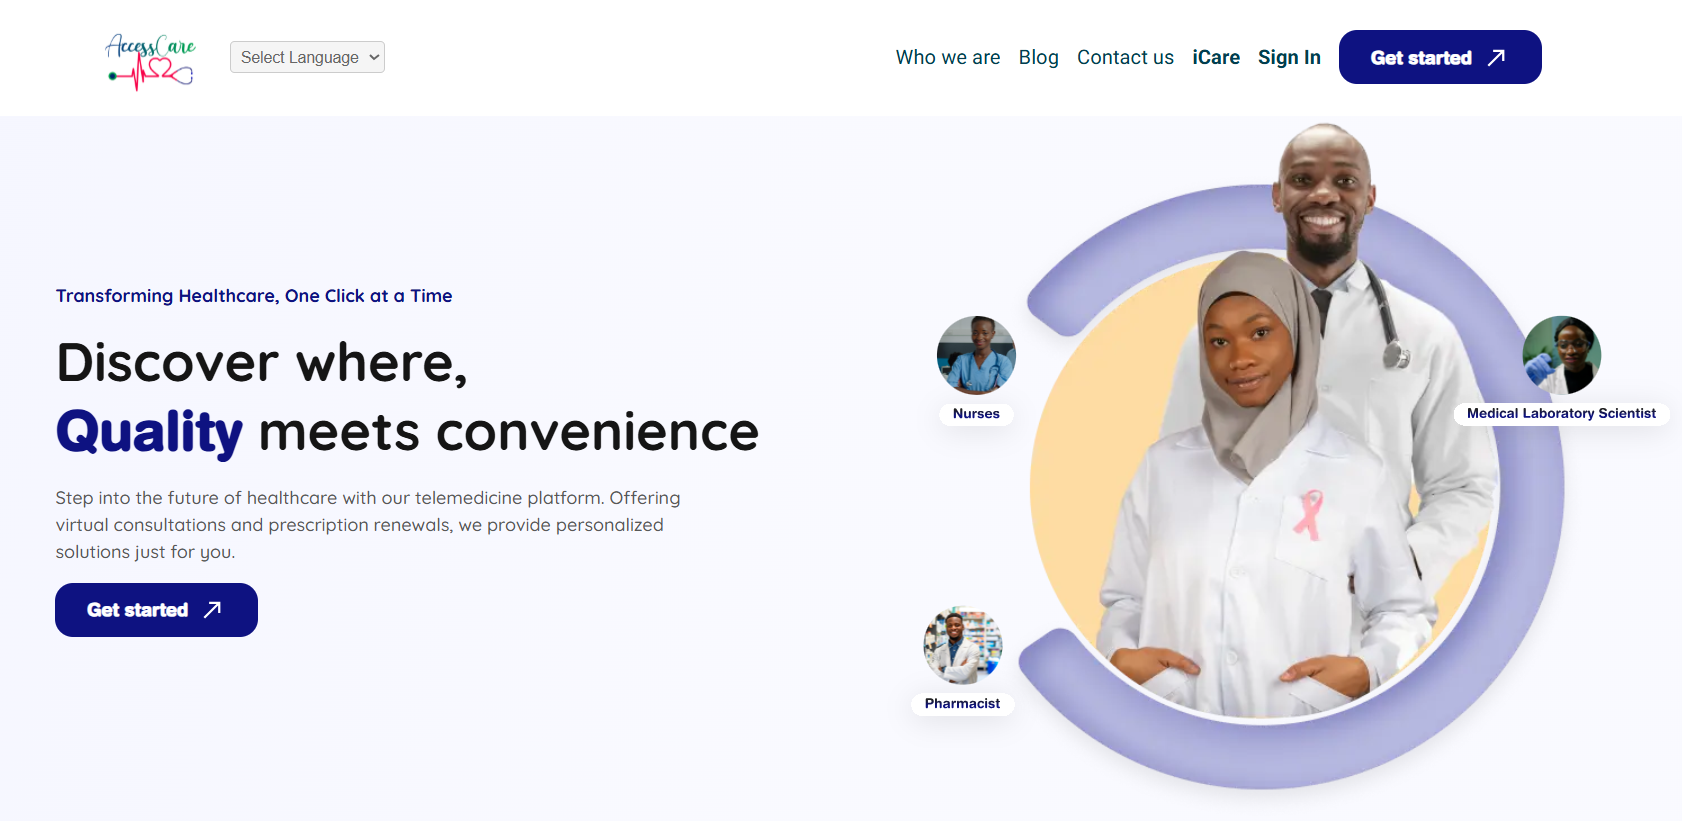 AccessCare
Select Language
Who we are Blog Contact us iCare Sign In Get started
Transforming Healthcare, One Click at a Time
Discover where,
Quality meets convenience
Step into the future of healthcare with our telemedicine platform. Offering
virtual consultations and prescription renewals, we provide personalized
solutions just for you.
Get started
Nurses
Medical Laboratory Scientist
Pharmacist